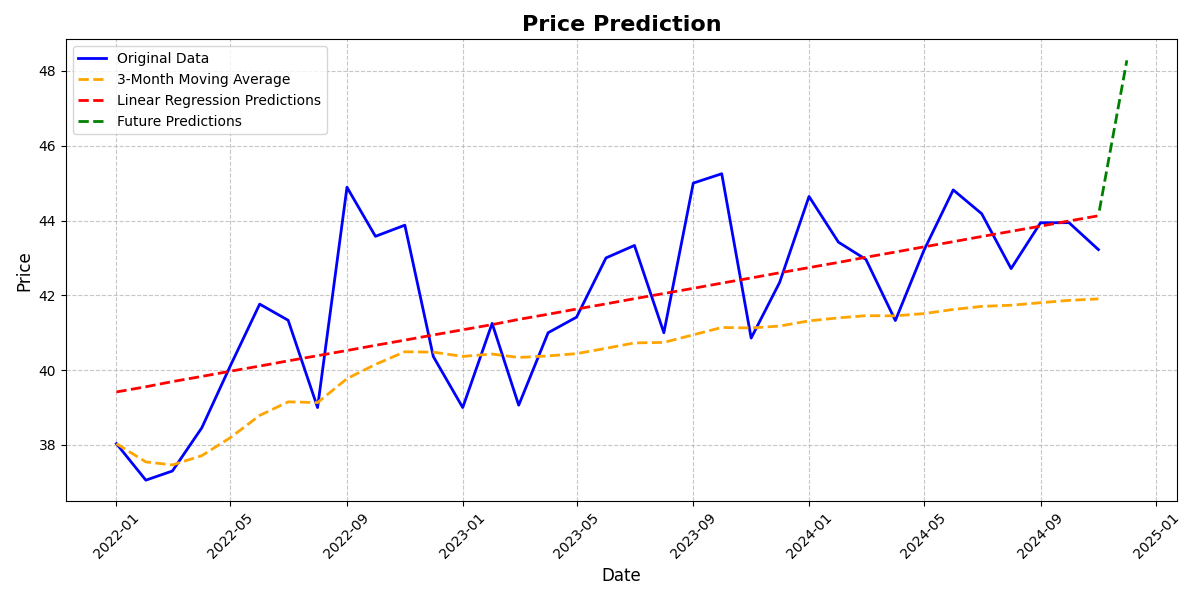 Price Prediction
Original Data
3-Month Moving Average
Linear Regression Predictions
Future Predictions
48
46
44
42
40
38
Price
2022-01
2022-05
2022-09
2023-01
2023-05
2023-09
2024-01
2024-05
2024-09
2025-01
Date